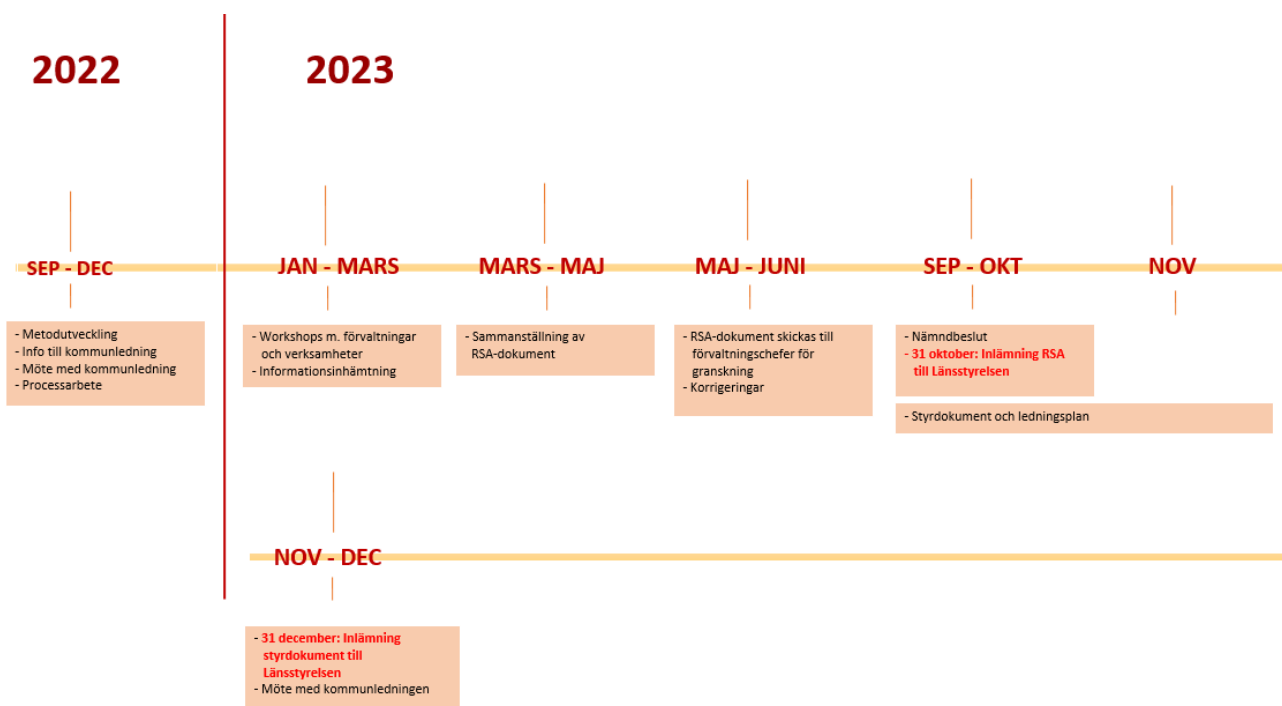 2022
2023
SEP - DEC
JAN - MARS
MARS - MAJ
MAJ - JUNI
SEP - OKT
NOV
- Metodutveckling
- Info till kommunledning
- Möte med kommunledning
- Processarbete
- Workshops m. förvaltningar
och verksamheter
- Informationsinhämtning
- Sammanställning av
RSA-dokument
- RSA-dokument skickas till
förvaltningschefer för
granskning
- Korrigeringar
- Nämndbeslut
- 31 oktober: Inlämning RSA
till Länsstyrelsen
- Styrdokument och ledningsplan
NOV - DEC
- 31 december: Inlämning
styrdokument till
Länsstyrelsen
- Möte med kommunledningen